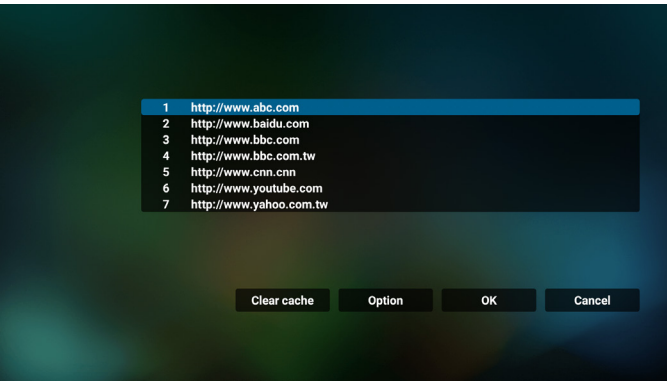 1 http://www.abc.com
2 http://www.baidu.com
3 http://www.bbc.com
4 http://www.bbc.com.tw
5 http://www.cnn.cnn
6 http://www.youtube.com
7 http://www.yahoo.com.tw
Clear cache Option OK Cancel